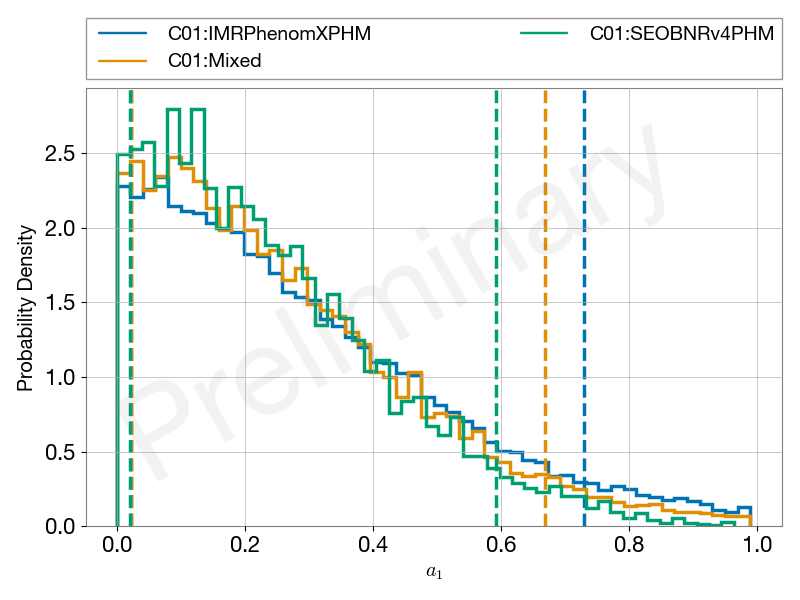 C01:IMRPhenomXPHM
C01:Mixed
C01:SEOBNRv4PHM
Preliminary
Probability Density
2.5
2.0
1.5
1.0
0.5
0.0
0.0 0.2 0.4 0.6 0.8 1.0
a₁